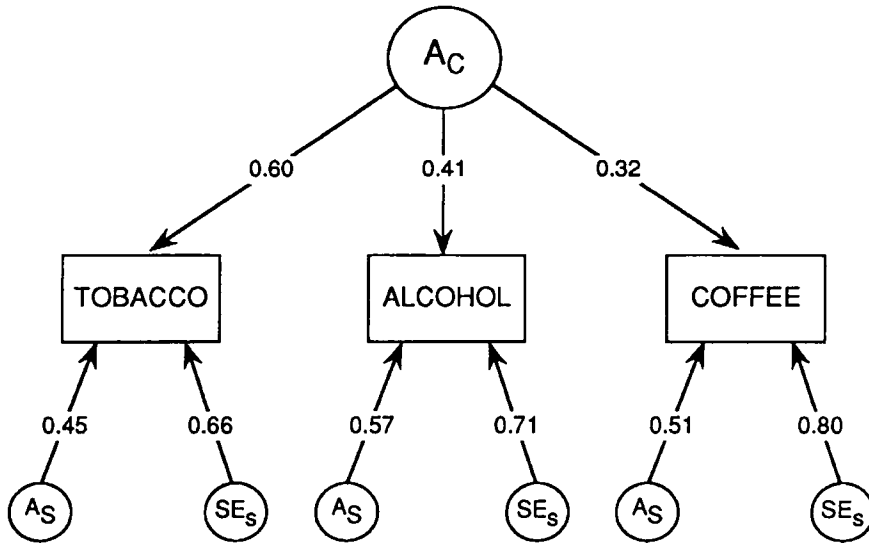 A_C
0.60 0.41 0.32
TOBACCO ALCOHOL COFFEE
0.45 0.66 0.57 0.71 0.51 0.80
A_S SE_s A_S SE_s A_S SE_s